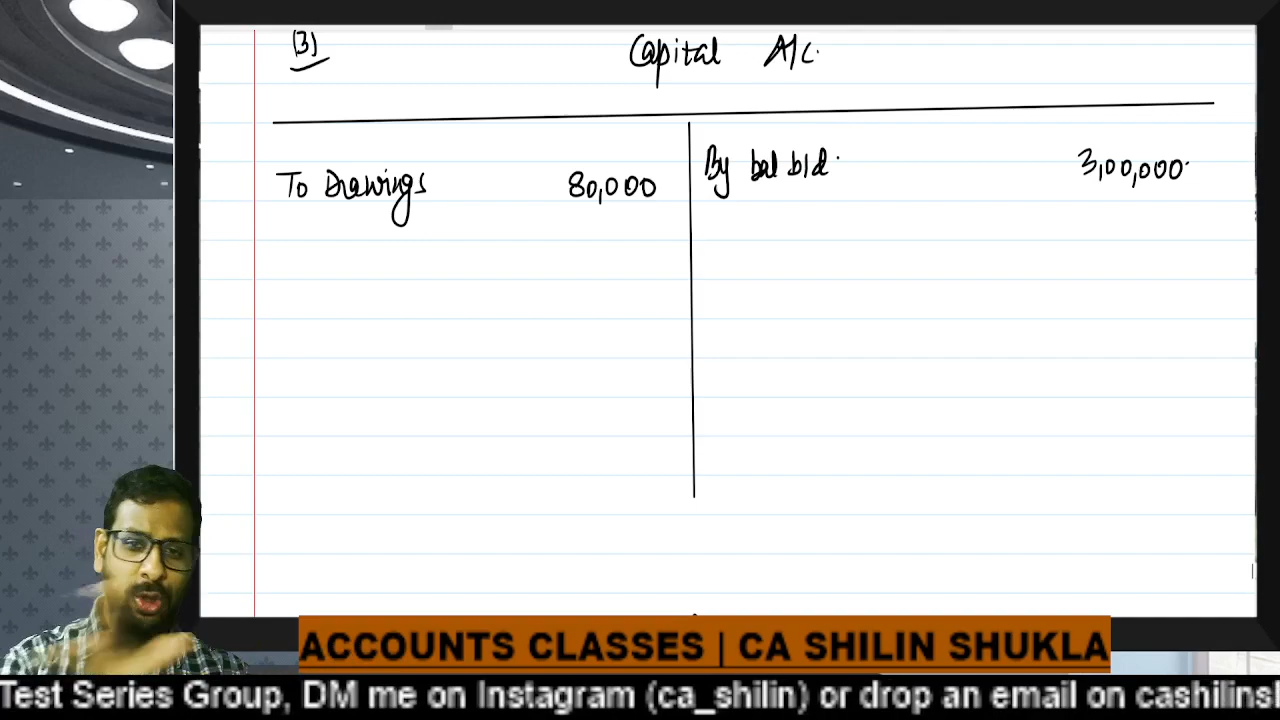 (3) Capital A/c.
By bal b/d. 3,00,000.
To Drawings 80,000
ACCOUNTS CLASSES | CA SHILIN SHUKLA
Test Series Group, DM me on Instagram (ca_shilin) or drop an email on cashilinsl